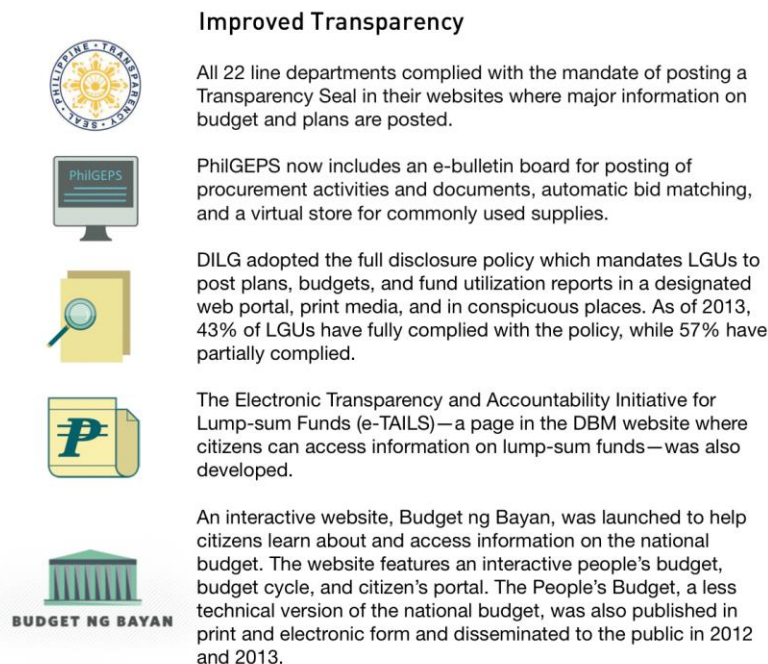 Improved Transparency
PHILIPPINE • TRANSPARENCY • SEAL •
All 22 line departments complied with the mandate of posting a
Transparency Seal in their websites where major information on
budget and plans are posted.
PhilGEPS
PhilGEPS now includes an e-bulletin board for posting of
procurement activities and documents, automatic bid matching,
and a virtual store for commonly used supplies.
DILG adopted the full disclosure policy which mandates LGUs to
post plans, budgets, and fund utilization reports in a designated
web portal, print media, and in conspicuous places. As of 2013,
43% of LGUs have fully complied with the policy, while 57% have
partially complied.
The Electronic Transparency and Accountability Initiative for
Lump-sum Funds (e-TAILS)—a page in the DBM website where
citizens can access information on lump-sum funds—was also
developed.
An interactive website, Budget ng Bayan, was launched to help
citizens learn about and access information on the national
budget. The website features an interactive people’s budget,
budget cycle, and citizen’s portal. The People’s Budget, a less
technical version of the national budget, was also published in
print and electronic form and disseminated to the public in 2012
and 2013.
BUDGET NG BAYAN